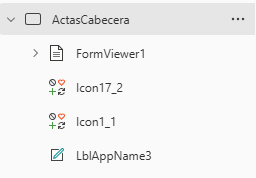 ActasCabecera
FormViewer1
Icon17_2
Icon1_1
LblAppName3